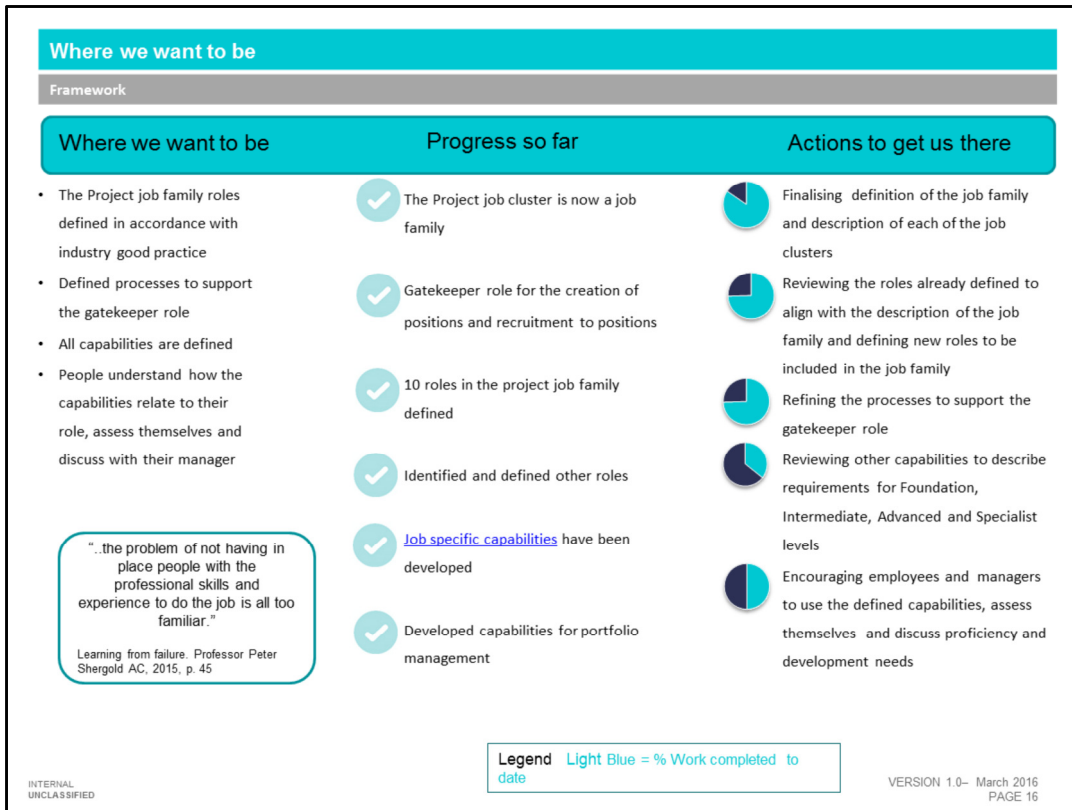 Where we want to be
Framework
Where we want to be
Progress so far
Actions to get us there
• The Project job family roles
defined in accordance with
industry good practice
• Defined processes to support
the gatekeeper role
• All capabilities are defined
• People understand how the
capabilities relate to their
role, assess themselves and
discuss with their manager
“..the problem of not having in
place people with the
professional skills and
experience to do the job is all too
familiar.”
Learning from failure. Professor Peter
Shergold AC, 2015, p. 45
The Project job cluster is now a job
family
Gatekeeper role for the creation of
positions and recruitment to positions
10 roles in the project job family
defined
Identified and defined other roles
Job specific capabilities have been
developed
Developed capabilities for portfolio
management
Finalising definition of the job family
and description of each of the job
clusters
Reviewing the roles already defined to
align with the description of the job
family and defining new roles to be
included in the job family
Refining the processes to support the
gatekeeper role
Reviewing other capabilities to describe
requirements for Foundation,
Intermediate, Advanced and Specialist
levels
Encouraging employees and managers
to use the defined capabilities, assess
themselves and discuss proficiency and
development needs
Legend Light Blue = % Work completed to
date
INTERNAL
UNCLASSIFIED
VERSION 1.0– March 2016
PAGE 16